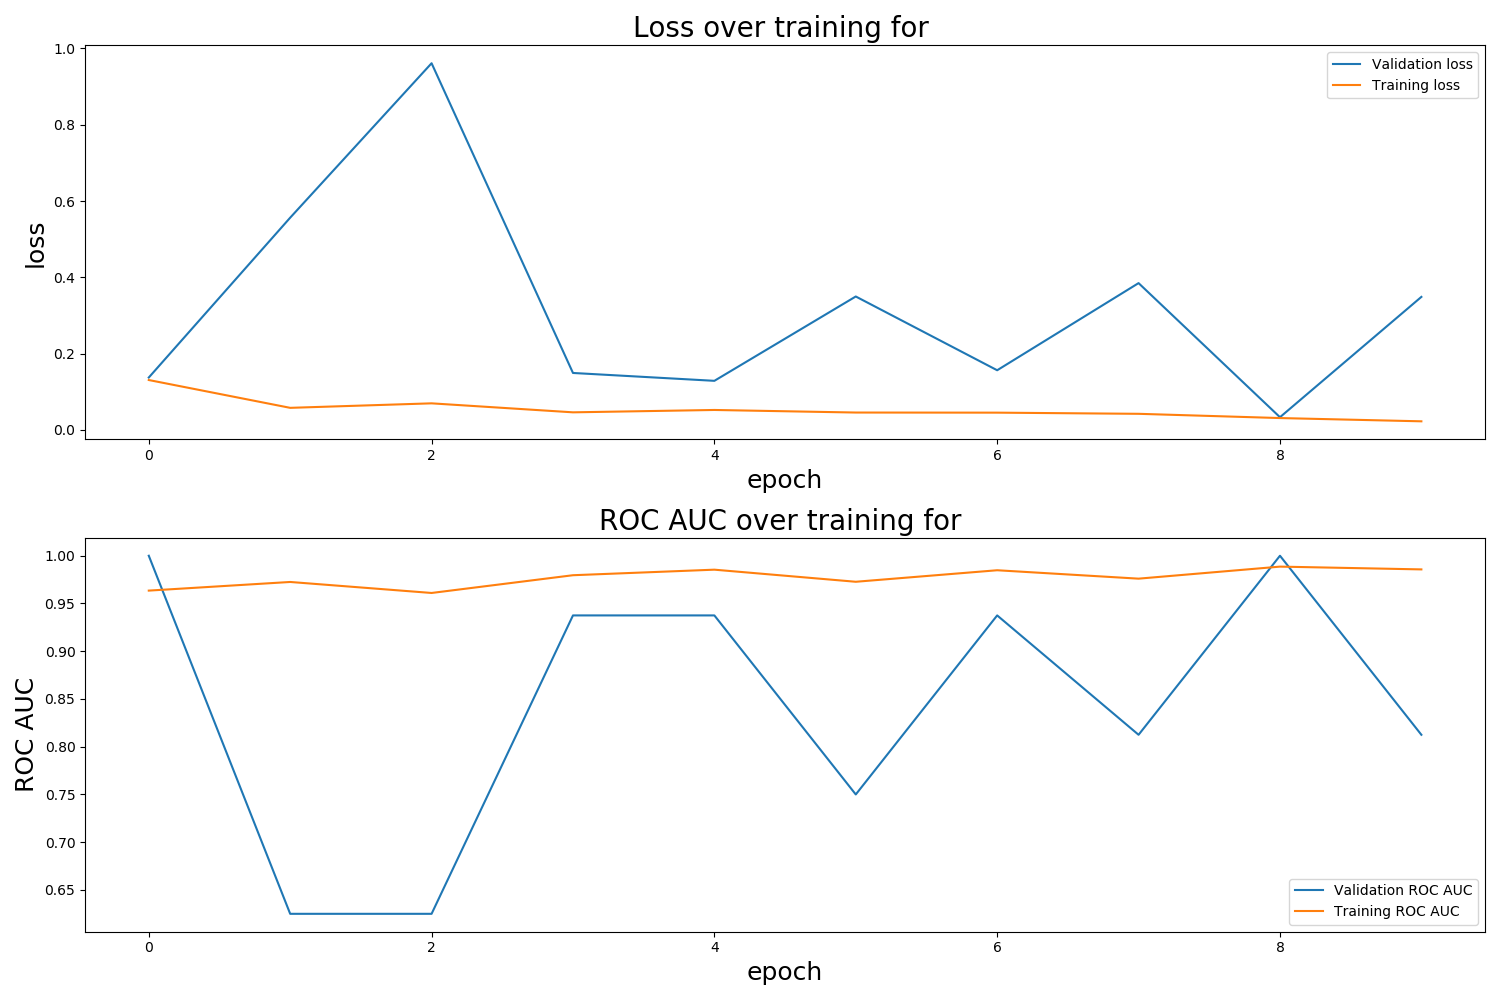 Loss over training for
1.0
0.8
0.6
0.4
0.2
0.0
loss
Validation loss
Training loss
0 2 4 6 8
epoch
ROC AUC over training for
1.00
0.95
0.90
0.85
0.80
0.75
0.70
0.65
ROC AUC
Validation ROC AUC
Training ROC AUC
0 2 4 6 8
epoch